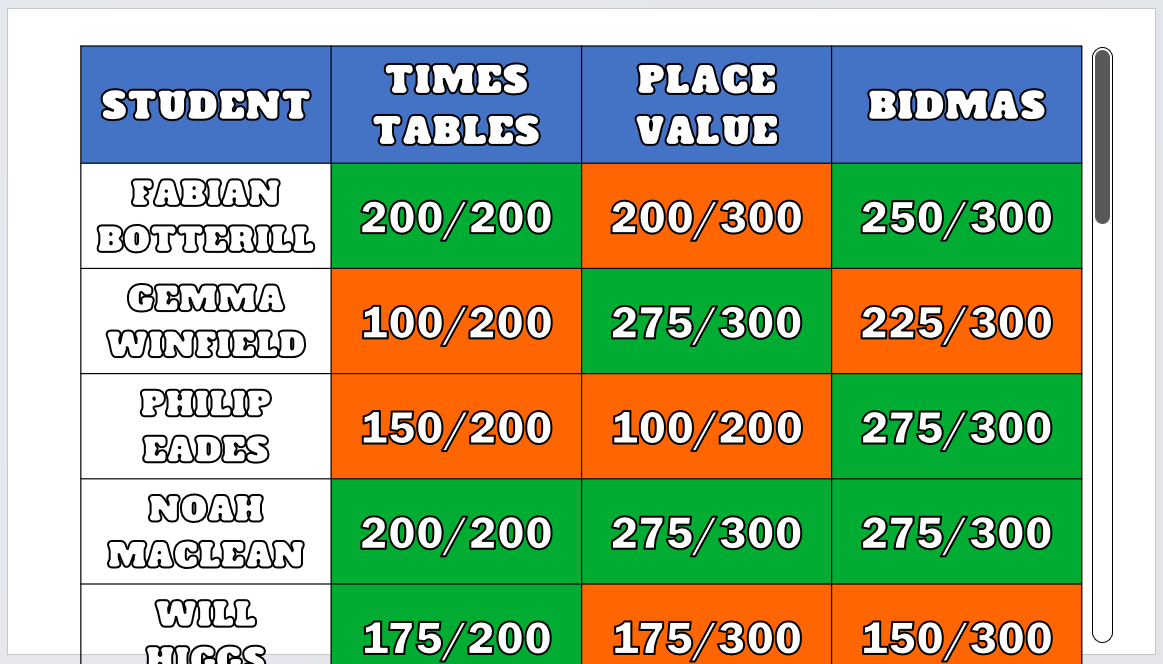 STUDENT
TIMES
TABLES
PLACE
VALUE
BIDMAS
FABIAN
BOTTERILL
200/200
200/300
250/300
GEMMA
WINFIELD
100/200
275/300
225/300
PHILIP
EADES
150/200
100/200
275/300
NOAH
MACLEAN
200/200
275/300
275/300
WILL
HIGGS
175/200
175/300
150/300